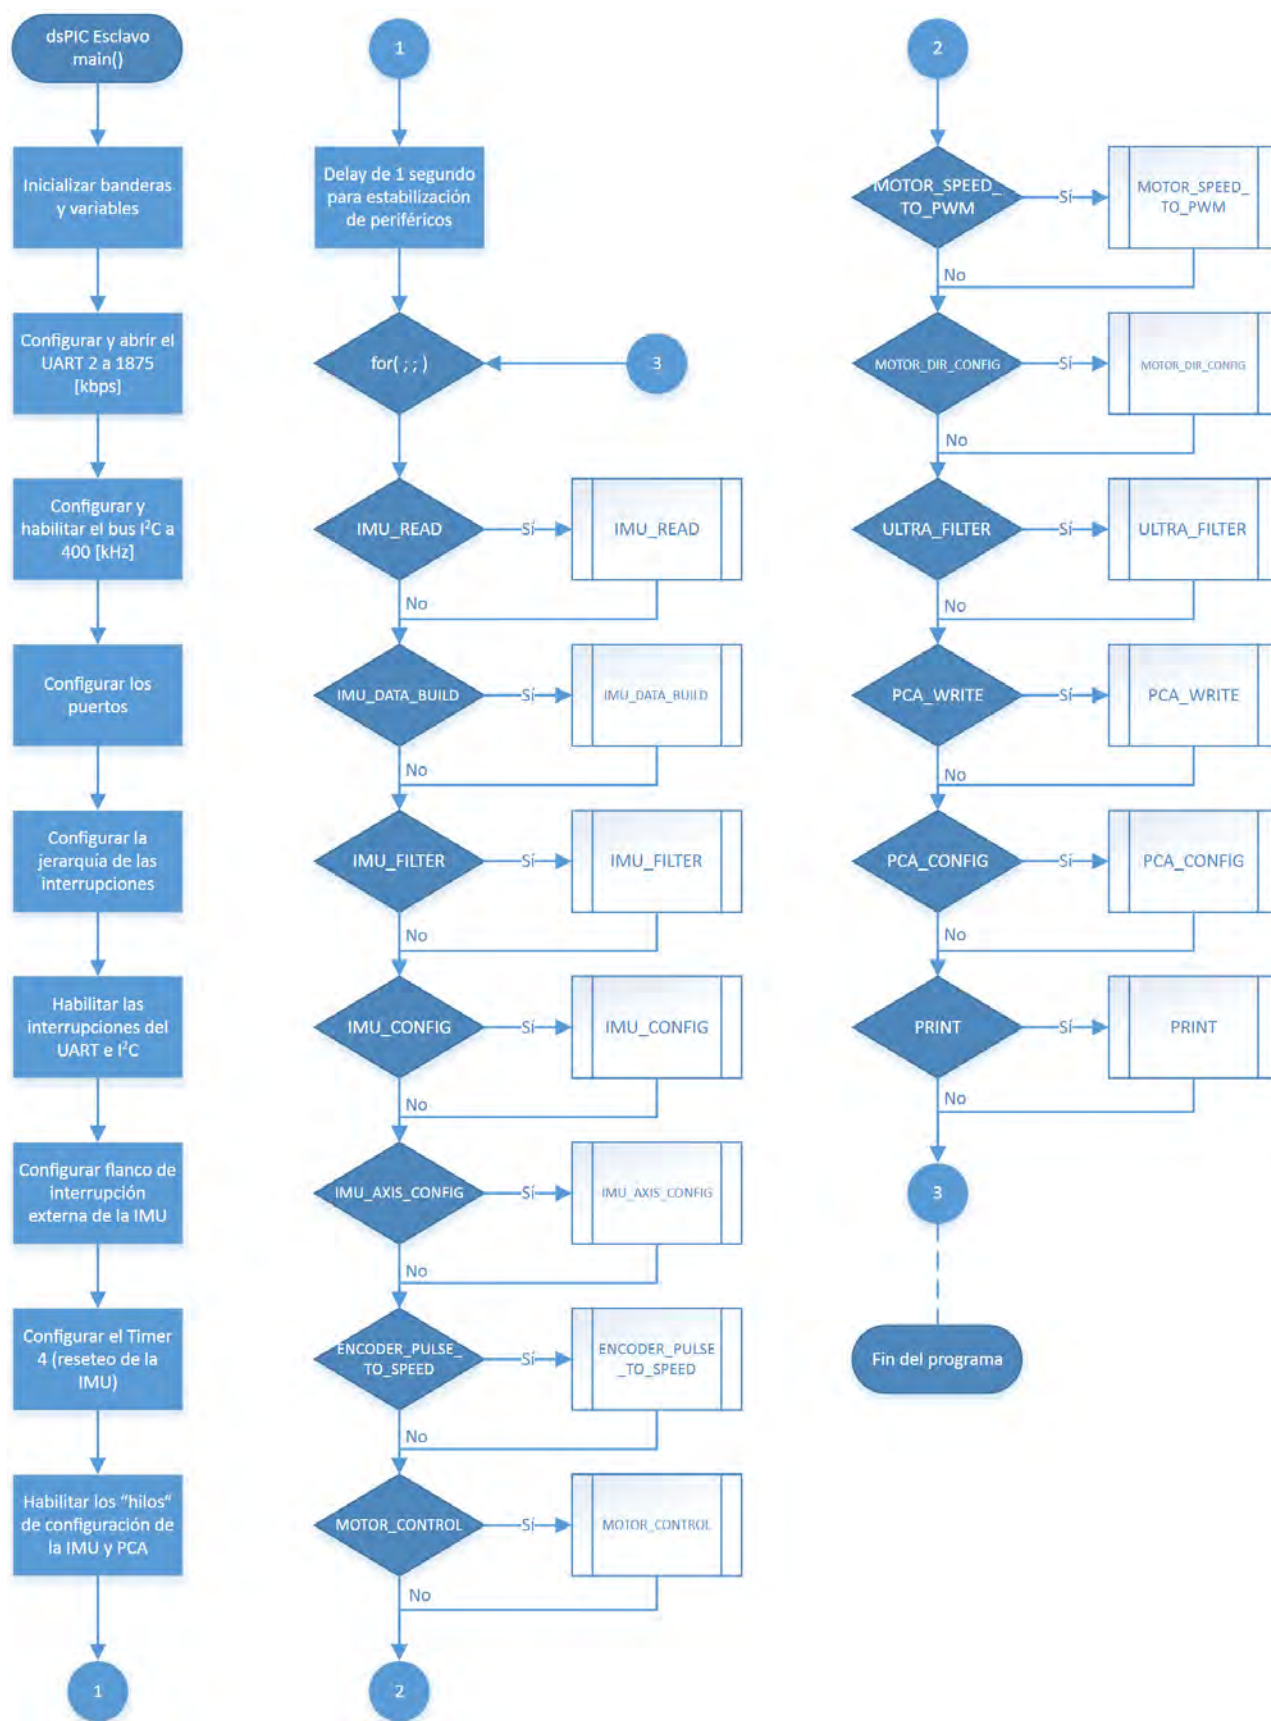 dsPIC Esclavo
main()
Inicializar banderas
y variables
Configurar y abrir el
UART 2 a 1875
[kbps]
Configurar y
habilitar el bus I²C a
400 [kHz]
Configurar los
puertos
Configurar la
jerarquía de las
interrupciones
Habilitar las
interrupciones del
UART e I²C
Configurar flanco de
interrupción
externa de la IMU
Configurar el Timer
4 (reseteo de la
IMU)
Habilitar los "hilos"
de configuración de
la IMU y PCA
1
1
Delay de 1 segundo
para estabilización
de periféricos
for( ; ; )
3
IMU_READ
Sí
IMU_READ
No
IMU_DATA_BUILD
Sí
IMU_DATA_BUILD
No
IMU_FILTER
Sí
IMU_FILTER
No
IMU_CONFIG
Sí
IMU_CONFIG
No
IMU_AXIS_CONFIG
Sí
IMU_AXIS_CONFIG
No
ENCODER_PULSE_
TO_SPEED
Sí
ENCODER_PULSE
_TO_SPEED
No
MOTOR_CONTROL
Sí
MOTOR_CONTROL
No
2
2
MOTOR_SPEED_
TO_PWM
Sí
MOTOR_SPEED_
TO_PWM
No
MOTOR_DIR_CONFIG
Sí
MOTOR_DIR_CONFIG
No
ULTRA_FILTER
Sí
ULTRA_FILTER
No
PCA_WRITE
Sí
PCA_WRITE
No
PCA_CONFIG
Sí
PCA_CONFIG
No
PRINT
Sí
PRINT
No
3
Fin del programa